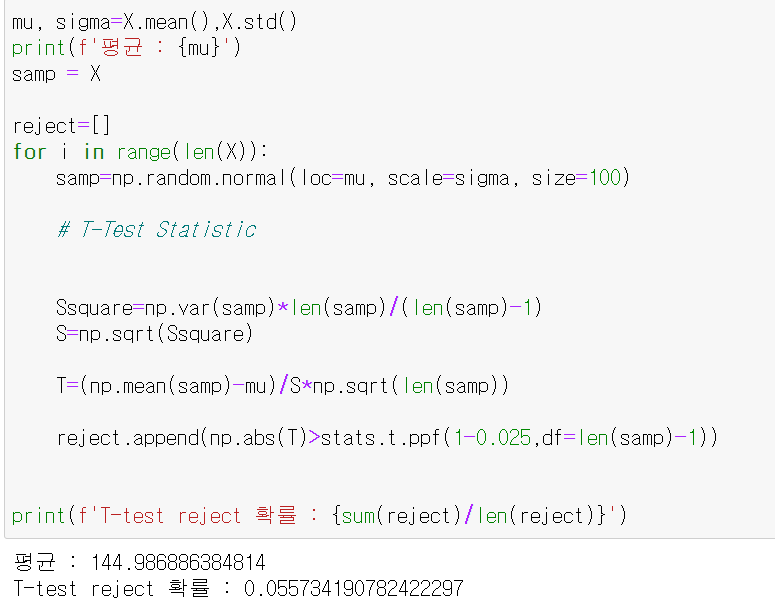 mu, sigma=X.mean(),X.std()
print(f'평균 : {mu}')
samp = X
reject=[]
for i in range(len(X)):
samp=np.random.normal(loc=mu, scale=sigma, size=100)
# T-Test Statistic
Ssquare=np.var(samp)*len(samp)/(len(samp)-1)
S=np.sqrt(Ssquare)
T=(np.mean(samp)-mu)/S*np.sqrt(len(samp))
reject.append(np.abs(T)>stats.t.ppf(1-0.025,df=len(samp)-1))
print(f'T-test reject 확률 : {sum(reject)/len(reject)}')
평균 : 144.986886384814
T-test reject 확률 : 0.055734190782422297